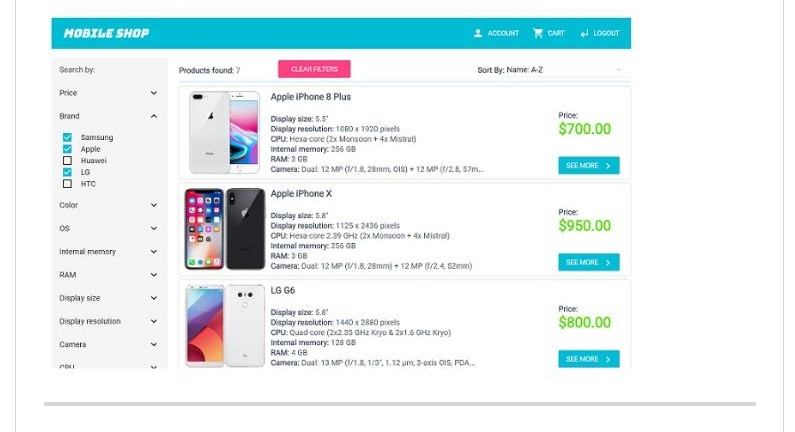 MOBILE SHOP
ACCOUNT CART LOGOUT
Search by:
Products found: 7
CLEAR FILTERS
Sort By: Name: A-Z
Price
Brand
Samsung
Apple
Huawei
LG
HTC
Color
OS
Internal memory
RAM
Display size
Display resolution
Camera
CPU
Apple iPhone 8 Plus
Display size: 5.5"
Display resolution: 1080 x 1920 pixels
CPU: Hexa-core (2x Monsoon + 4x Mistral)
Internal memory: 256 GB
RAM: 3 GB
Camera: Dual: 12 MP (f/1.8, 28mm, OIS) + 12 MP (f/2.8, 57m...
Price:
$700.00
SEE MORE
Apple iPhone X
Display size: 5.8"
Display resolution: 1125 x 2436 pixels
CPU: Hexa-core 2.39 GHz (2x Monsoon + 4x Mistral)
Internal memory: 256 GB
RAM: 3 GB
Camera: Dual: 12 MP (f/1.8, 28mm) + 12 MP (f/2.4, 52mm)
Price:
$950.00
SEE MORE
LG G6
Display size: 5.8"
Display resolution: 1440 x 2880 pixels
CPU: Quad-core (2x2.35 GHz Kryo & 2x1.6 GHz Kryo)
Internal memory: 128 GB
RAM: 4 GB
Camera: Dual: 13 MP (f/1.8, 1/3", 1.12 µm, 3-axis OIS, PDA...
Price:
$800.00
SEE MORE